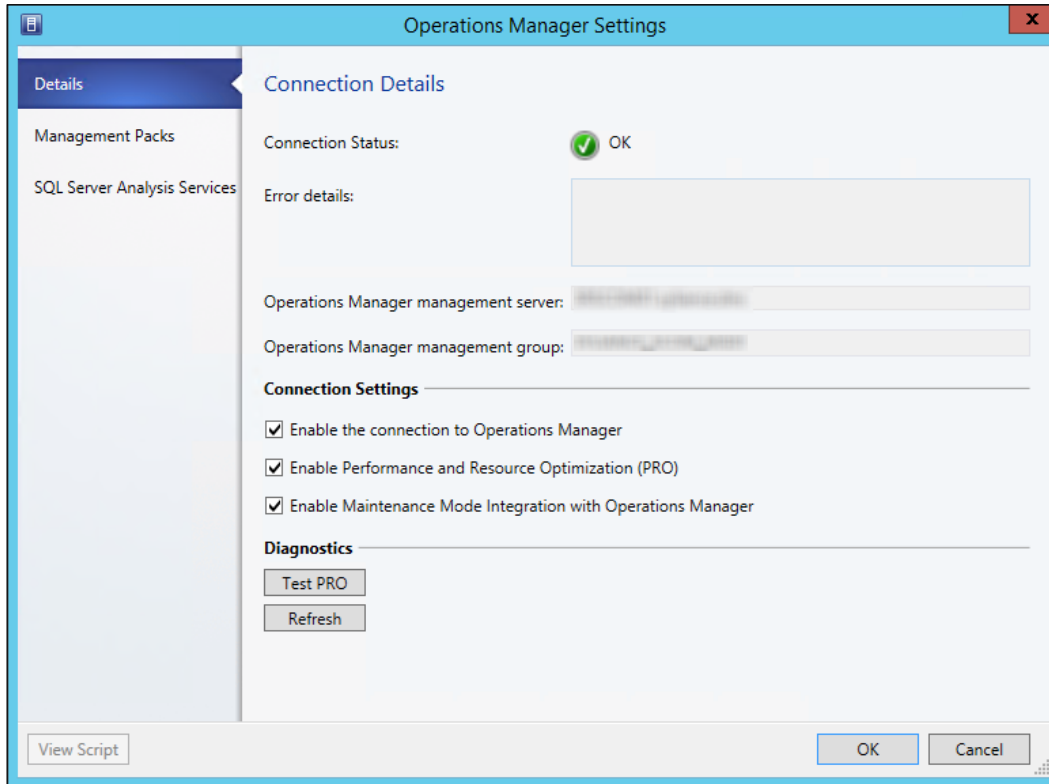 Operations Manager Settings
Details
Management Packs
SQL Server Analysis Services
Connection Details
Connection Status: OK
Error details:
Operations Manager management server:
Operations Manager management group:
Connection Settings
Enable the connection to Operations Manager
Enable Performance and Resource Optimization (PRO)
Enable Maintenance Mode Integration with Operations Manager
Diagnostics
Test PRO
Refresh
View Script OK Cancel